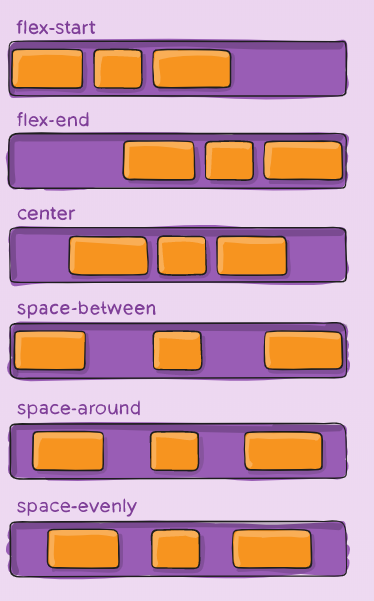 flex-start
flex-end
center
space-between
space-around
space-evenly